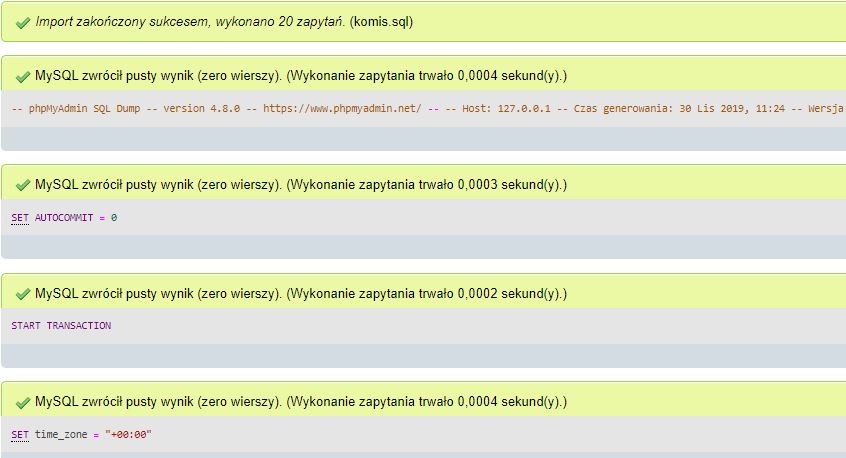 Import zakończony sukcesem, wykonano 20 zapytań. (komis.sql)
MySQL zwrócił pusty wynik (zero wierszy). (Wykonanie zapytania trwało 0,0004 sekund(y).)
-- phpMyAdmin SQL Dump -- version 4.8.0 -- https://www.phpmyadmin.net/ -- -- Host: 127.0.0.1 -- Czas generowania: 30 Lis 2019, 11:24 -- Wersja
MySQL zwrócił pusty wynik (zero wierszy). (Wykonanie zapytania trwało 0,0003 sekund(y).)
SET AUTOCOMMIT = 0
MySQL zwrócił pusty wynik (zero wierszy). (Wykonanie zapytania trwało 0,0002 sekund(y).)
START TRANSACTION
MySQL zwrócił pusty wynik (zero wierszy). (Wykonanie zapytania trwało 0,0004 sekund(y).)
SET time_zone = "+00:00"